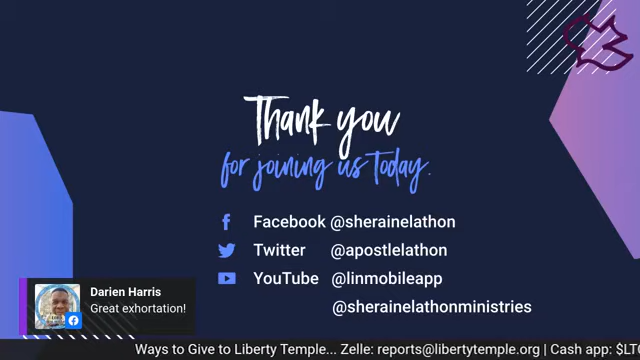 Thank you
for joining us today.
Facebook @sherainelathon
Twitter @apostlelathon
YouTube @linmobileapp
@sherainelathonministries
Darien Harris
Great exhortation!
Ways to Give to Liberty Temple... Zelle: reports@libertytemple.org | Cash app: $LTC